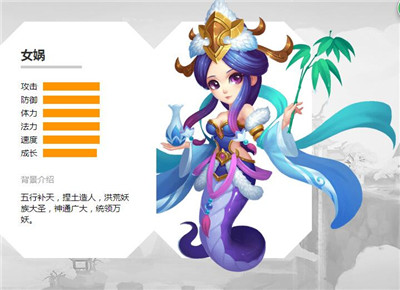 女娲
攻击
防御
体力
法力
速度
成长
背景介绍
五行补天，捏土造人，洪荒妖
族大圣，神通广大，统领万
妖。